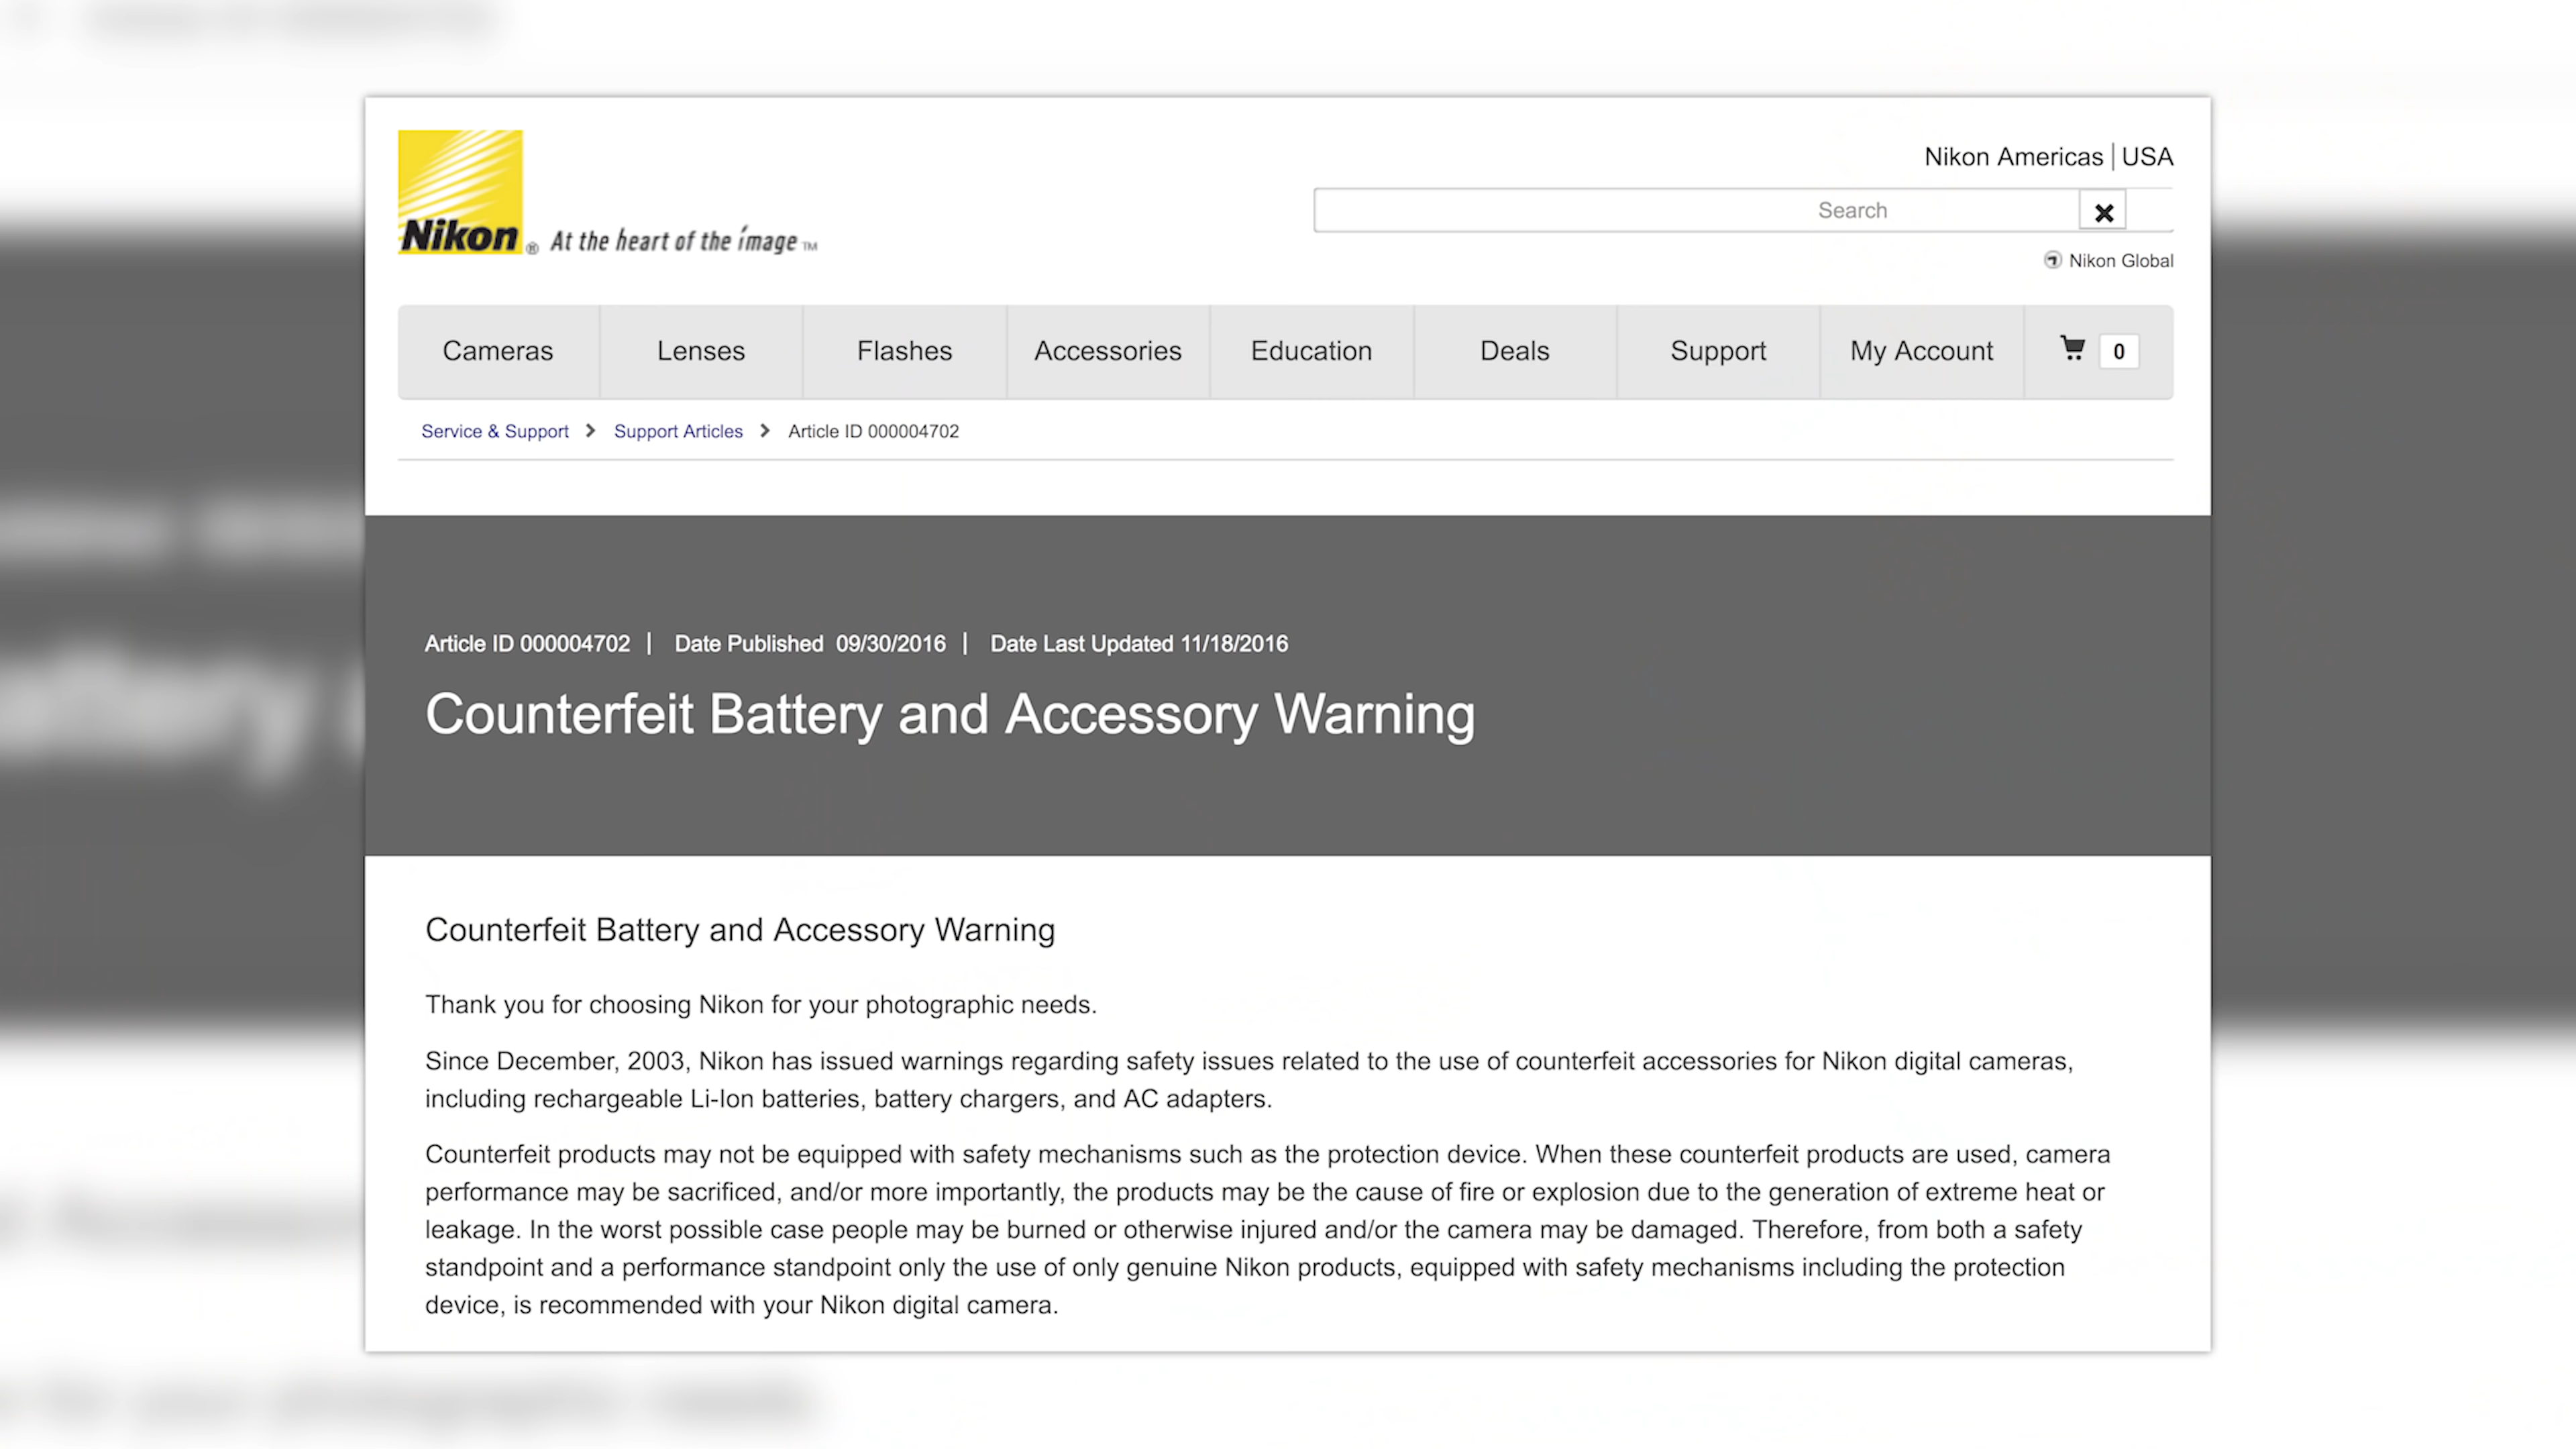 Nikon® At the heart of the image™
Nikon Americas | USA
Search
Nikon Global
Cameras Lenses Flashes Accessories Education Deals Support My Account 0
Service & Support > Support Articles > Article ID 000004702
Article ID 000004702 | Date Published 09/30/2016 | Date Last Updated 11/18/2016
Counterfeit Battery and Accessory Warning
Counterfeit Battery and Accessory Warning
Thank you for choosing Nikon for your photographic needs.
Since December, 2003, Nikon has issued warnings regarding safety issues related to the use of counterfeit accessories for Nikon digital cameras,
including rechargeable Li-Ion batteries, battery chargers, and AC adapters.
Counterfeit products may not be equipped with safety mechanisms such as the protection device. When these counterfeit products are used, camera
performance may be sacrificed, and/or more importantly, the products may be the cause of fire or explosion due to the generation of extreme heat or
leakage. In the worst possible case people may be burned or otherwise injured and/or the camera may be damaged. Therefore, from both a safety
standpoint and a performance standpoint only the use of only genuine Nikon products, equipped with safety mechanisms including the protection
device, is recommended with your Nikon digital camera.